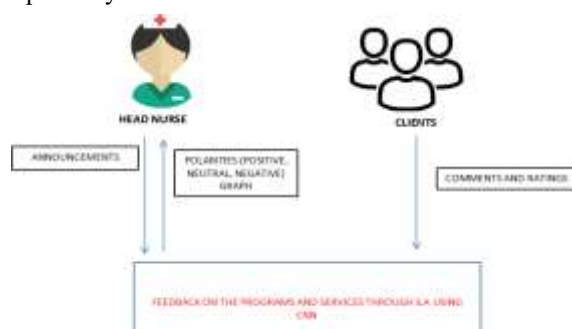 HEAD NURSE
CLIENTS
ANNOUNCEMENTS
POLARITIES (POSITIVE,
NEUTRAL, NEGATIVE)
GRAPH
COMMENTS AND RATINGS
FEEDBACK ON THE PROGRAMS AND SERVICES THROUGH S.A. USING
CNN